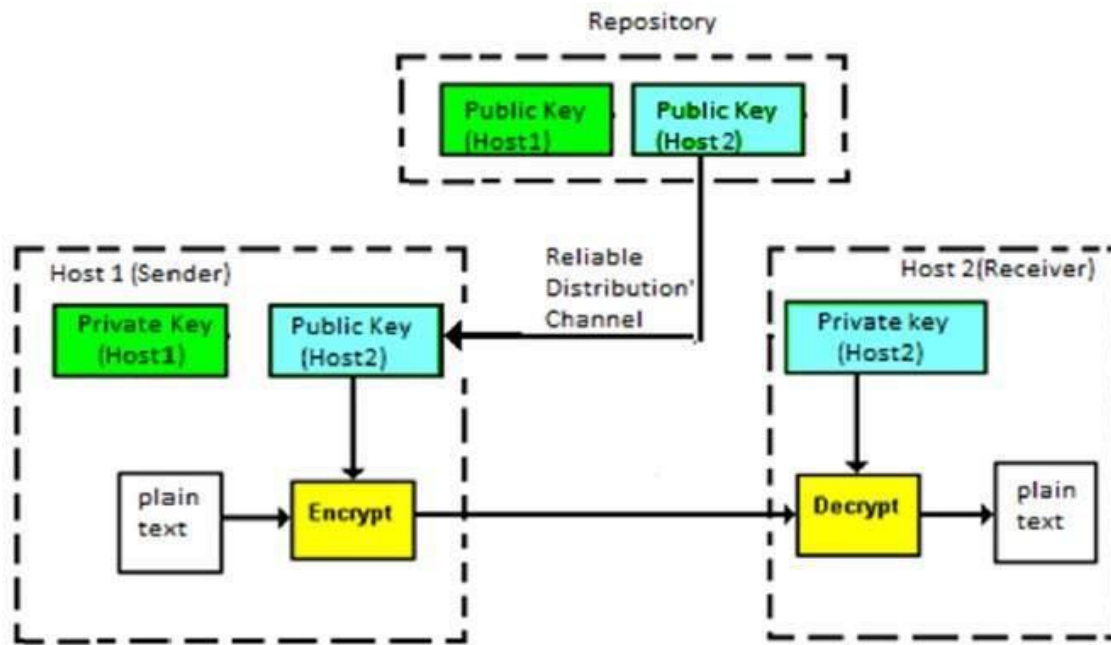 Repository
Public Key
(Host1)
Public Key
(Host2)
Reliable
Distribution'
Channel
Host 1 (Sender)
Private Key
(Host1)
Public Key
(Host2)
plain
text
Encrypt
Host 2(Receiver)
Private key
(Host2)
Decrypt
plain
text